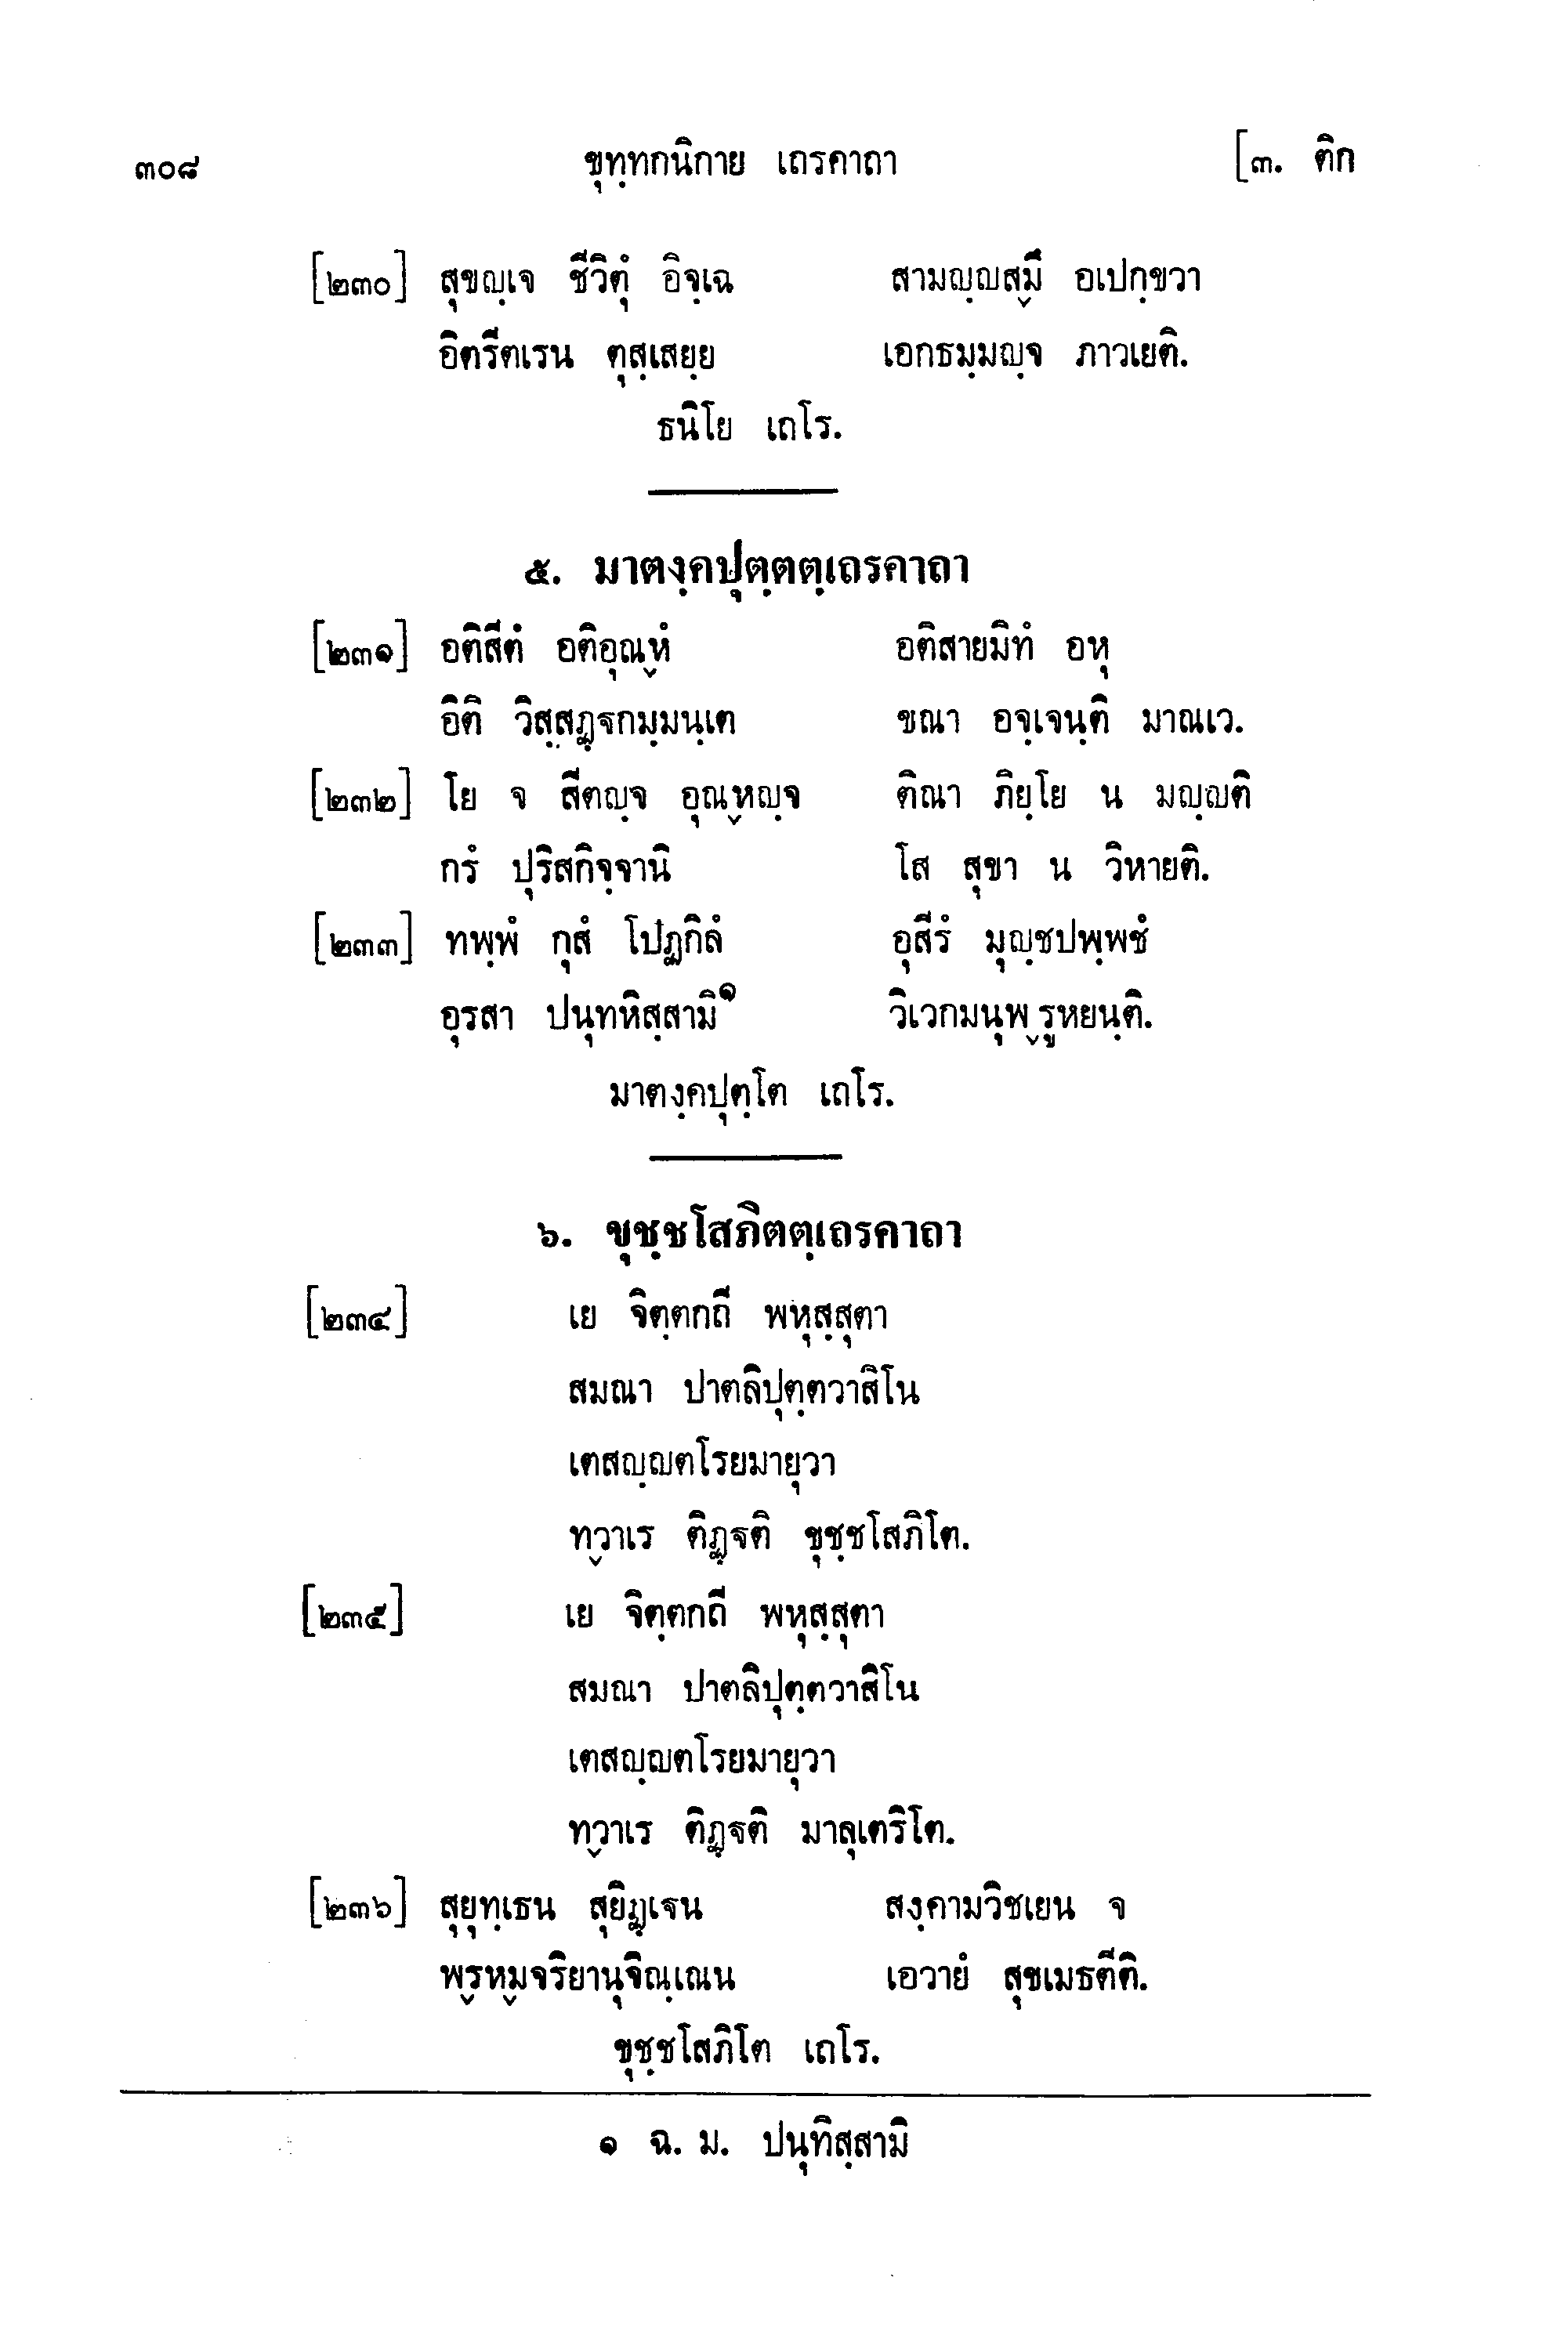 ๓๐๘ ขุทฺทกนิกาย เถรคาถา [๓. ติก
[๒๓๐] สุขญฺเจ ชีวิตุํ อิจฺเฉ สามญฺญสฺมึ อเปกฺขวา
อิตรีตเรน ตุสฺเสยฺย เอกธมฺมญฺจ ภาวเยติ.
ธนิโย เถโร.
๕. มาตงฺคปุตฺตตฺเถรคาถา
[๒๓๑] อติสีตํ อติอุณฺหํ อติสายมิทํ อหุ
อิติ วิสฺสฏฺฐกมฺมนฺเต ขณา อจฺเจนฺติ มาณเว.
[๒๓๒] โย จ สีตญฺจ อุณฺหญฺจ ติณา ภิยฺโย น มญฺญติ
กรํ ปุริสกิจฺจานิ โส สุขา น วิหายติ.
[๒๓๓] ทพฺพํ กุสํ โปฏกิลํ อุสีรํ มุญฺชปพฺพชํ
อุรสา ปนุทหิสฺสามิ๑ วิเวกมนุพฺรูหยนฺติ.
มาตงฺคปุตฺโต เถโร.
๖. ขุชฺชโสภิตตฺเถรคาถา
[๒๓๔] เย จิตฺตกถี พหุสฺสุตา
สมณา ปาตลิปุตฺตวาสิโน
เตสญฺญตโรยมายุวา
ทฺวาเร ติฏฺฐติ ขุชฺชโสภิโต.
[๒๓๕] เย จิตฺตกถี พหุสฺสุตา
สมณา ปาตลิปุตฺตวาสิโน
เตสญฺญตโรยมายุวา
ทฺวาเร ติฏฺฐติ มาลุเตริโต.
[๒๓๖] สุยุทฺเธน สุยิฏฺเฐน สงฺคามวิชเยน จ
พฺรหฺมจริยานุจิณฺเณน เอวายํ สุขเมธตีติ.
ขุชฺชโสภิโต เถโร.
๑ ฉ. ม. ปนุทิสฺสามิ